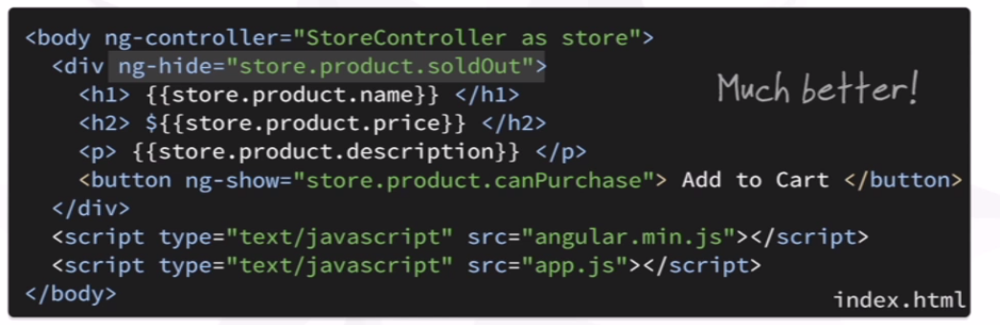 <body ng-controller="StoreController as store">
<div ng-hide="store.product.soldOut">
<h1> {{store.product.name}} </h1>
Much better!
<h2> ${{store.product.price}} </h2>
<p> {{store.product.description}} </p>
<button ng-show="store.product.canPurchase"> Add to Cart </button>
</div>
<script type="text/javascript" src="angular.min.js"></script>
<script type="text/javascript" src="app.js"></script>
</body>
index.html